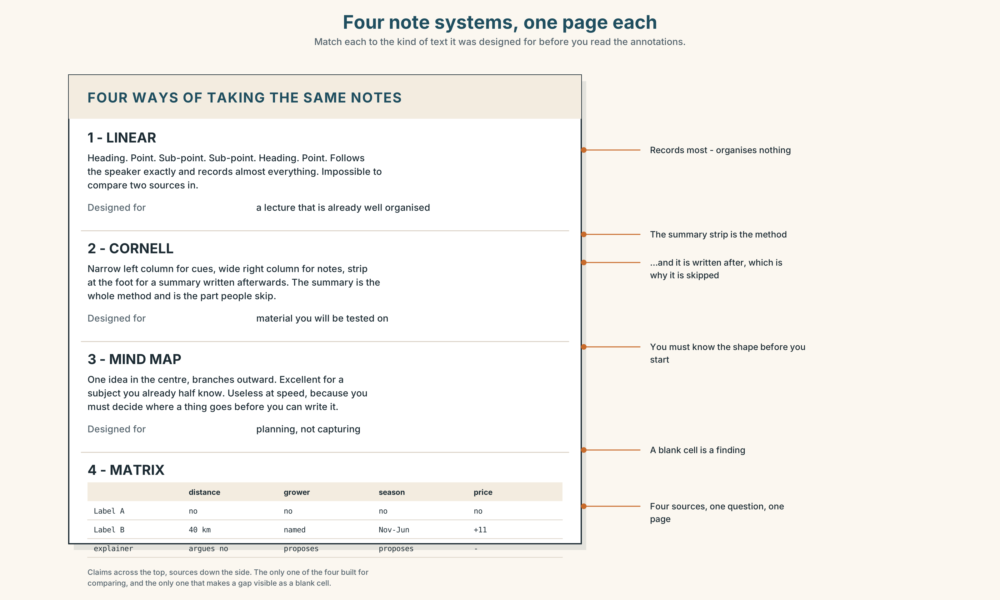 Four note systems, one page each
Match each to the kind of text it was designed for before you read the annotations.
FOUR WAYS OF TAKING THE SAME NOTES
1 - LINEAR
Heading. Point. Sub-point. Sub-point. Heading. Point. Follows
the speaker exactly and records almost everything. Impossible to
compare two sources in.
Designed for a lecture that is already well organised
2 - CORNELL
Narrow left column for cues, wide right column for notes, strip
at the foot for a summary written afterwards. The summary is the
whole method and is the part people skip.
Designed for material you will be tested on
3 - MIND MAP
One idea in the centre, branches outward. Excellent for a
subject you already half know. Useless at speed, because you
must decide where a thing goes before you can write it.
Designed for planning, not capturing
4 - MATRIX
distance grower season price
Label A no no no no
Label B 40 km named Nov-Jun +11
explainer argues no proposes proposes -
Claims across the top, sources down the side. The only one of the four built for
comparing, and the only one that makes a gap visible as a blank cell.
Records most - organises nothing
The summary strip is the method
...and it is written after, which is
why it is skipped
You must know the shape before you
start
A blank cell is a finding
Four sources, one question, one
page